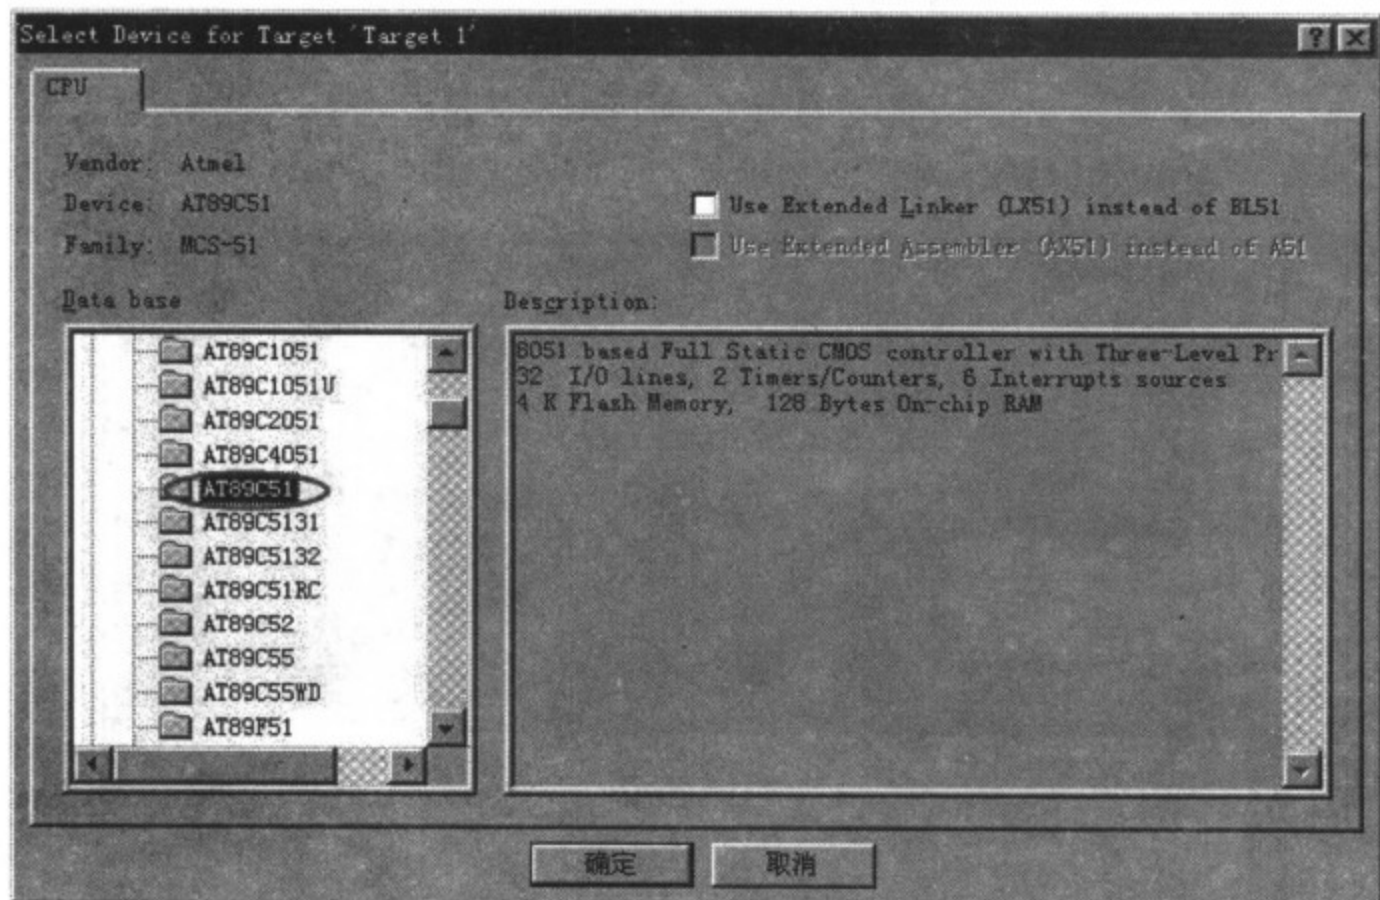 Select Device for Target 'Target 1'
CPU
Vendor: Atmel
Device: AT89C51
Family: MCS-51
Use Extended Linker (LX51) instead of BL51
Use Extended Assembler (AX51) instead of A51
Data base
Description:
AT89C1051
AT89C1051U
AT89C2051
AT89C4051
AT89C51
AT89C5131
AT89C5132
AT89C51RC
AT89C52
AT89C55
AT89C55WD
AT89F51
8051 based Full Static CMOS controller with Three-Level Pr
32 I/O lines, 2 Timers/Counters, 6 Interrupts sources
4 K Flash Memory, 128 Bytes On-chip RAM
确定
取消